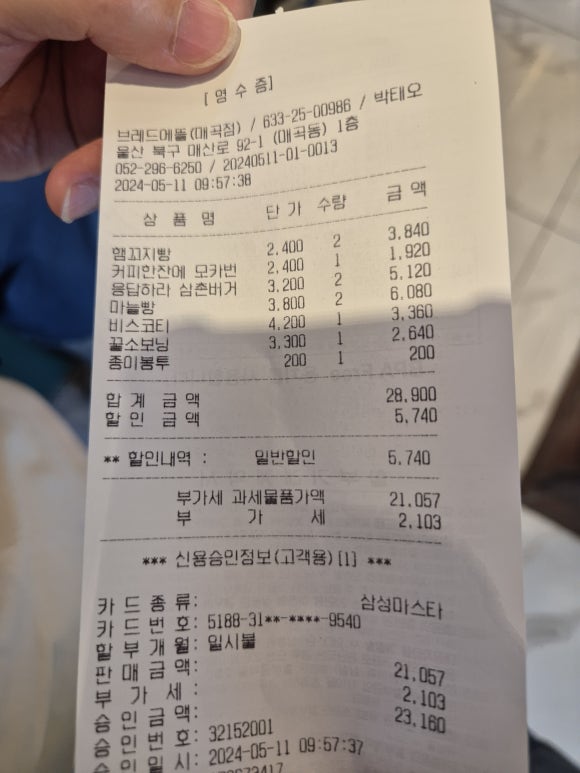 [ 영 수 증]
브레드에뜰(매곡점) / 633-25-00986 / 박태오
울산 북구 매산로 92-1 (매곡동) 1층
052-296-6250 / 20240511-01-0013
2024-05-11 09:57:38
상 품 명 단 가 수량 금 액
햄꼬지빵 2,400 2 3,840
커피한잔에 모카번 2,400 1 1,920
응답하라 삼촌버거 3,200 2 5,120
마늘빵 3,800 2 6,080
비스코티 4,200 1 3,360
꿀소보닝 3,300 1 2,640
종이봉투 200 1 200
합 계 금 액 28,900
할 인 금 액 5,740
** 할인내역 : 일반할인 5,740
부가세 과세물품가액 21,057
부 가 세 2,103
*** 신용승인정보(고객용) [1] ***
카 드 종 류: 삼성마스타
카 드 번 호: 5188-31**-****-9540
할 부 개 월: 일시불
판 매 금 액: 21,057
부 가 세 : 2,103
승 인 금 액: 23,160
승 인 번 호: 32152001
승 인 일 시: 2024-05-11 09:57:37